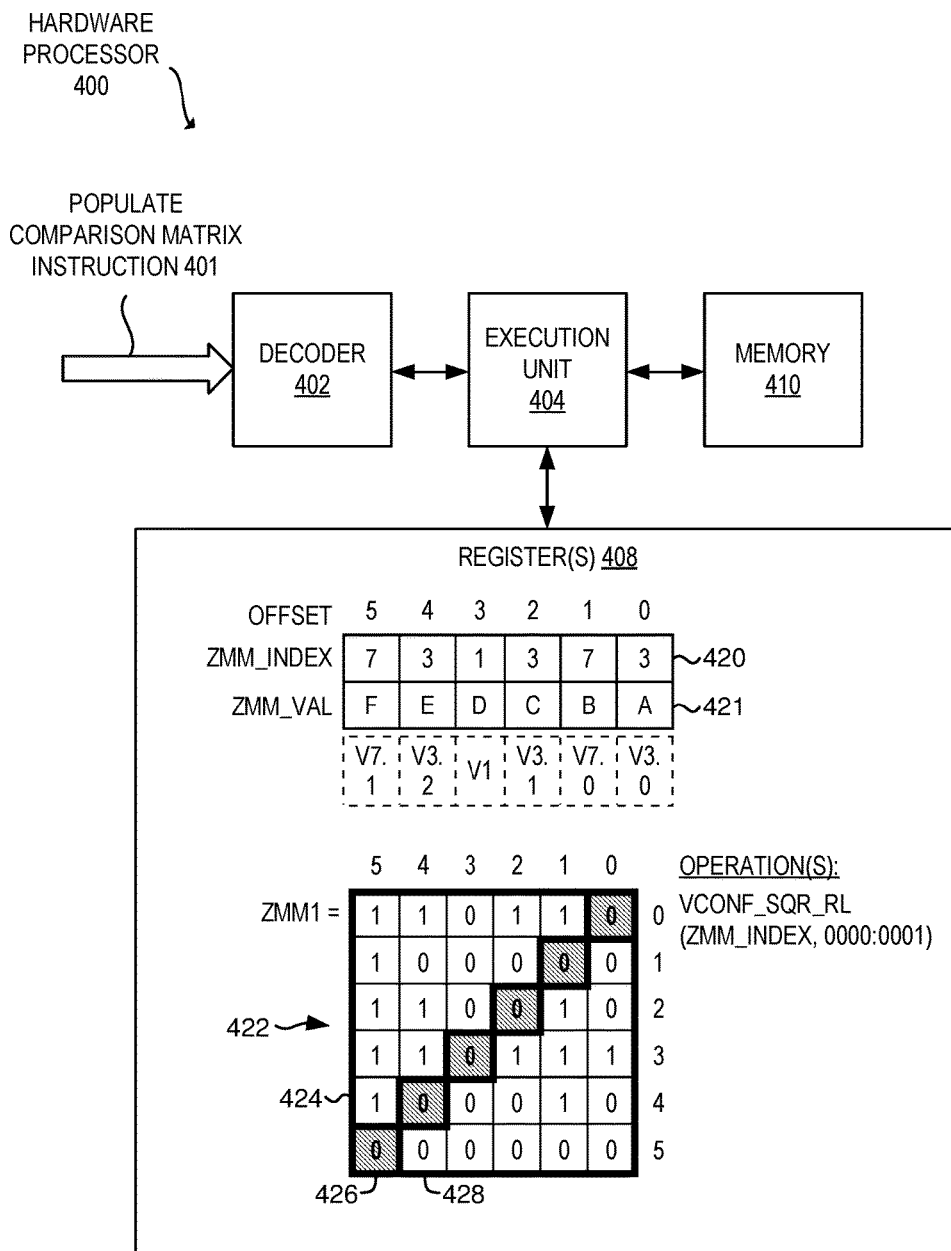 HARDWARE
PROCESSOR
400
POPULATE
COMPARISON MATRIX
INSTRUCTION 401
DECODER
402
EXECUTION
UNIT
404
MEMORY
410
REGISTER(S) 408
OFFSET 5 4 3 2 1 0
ZMM_INDEX 7 3 1 3 7 3 420
ZMM_VAL F E D C B A 421
V7. V3. V1 V3. V7. V3.
1 2 1 0 0
5 4 3 2 1 0 OPERATION(S):
ZMM1 = 1 1 0 1 1 0 0 VCONF_SQR_RL
(ZMM_INDEX, 0000:0001)
1 0 0 0 0 0 1
1 1 0 0 1 0 2
422
1 1 0 1 1 1 3
424 1 0 0 0 1 0 4
0 0 0 0 0 0 5
426 428